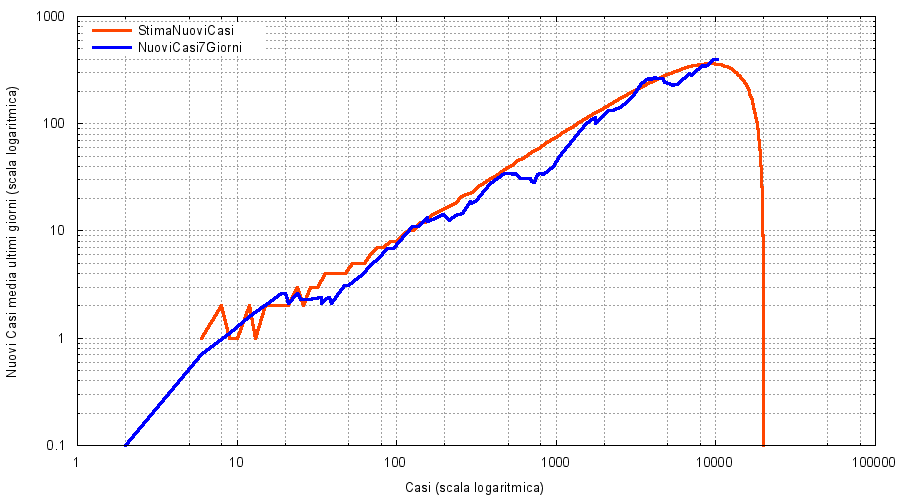 StimaNuoviCasi
NuoviCasi7Giorni
1000
100
10
1
0.1
1
10
100
1000
10000
100000
Nuovi Casi media ultimi giorni (scala logaritmica)
Casi (scala logaritmica)